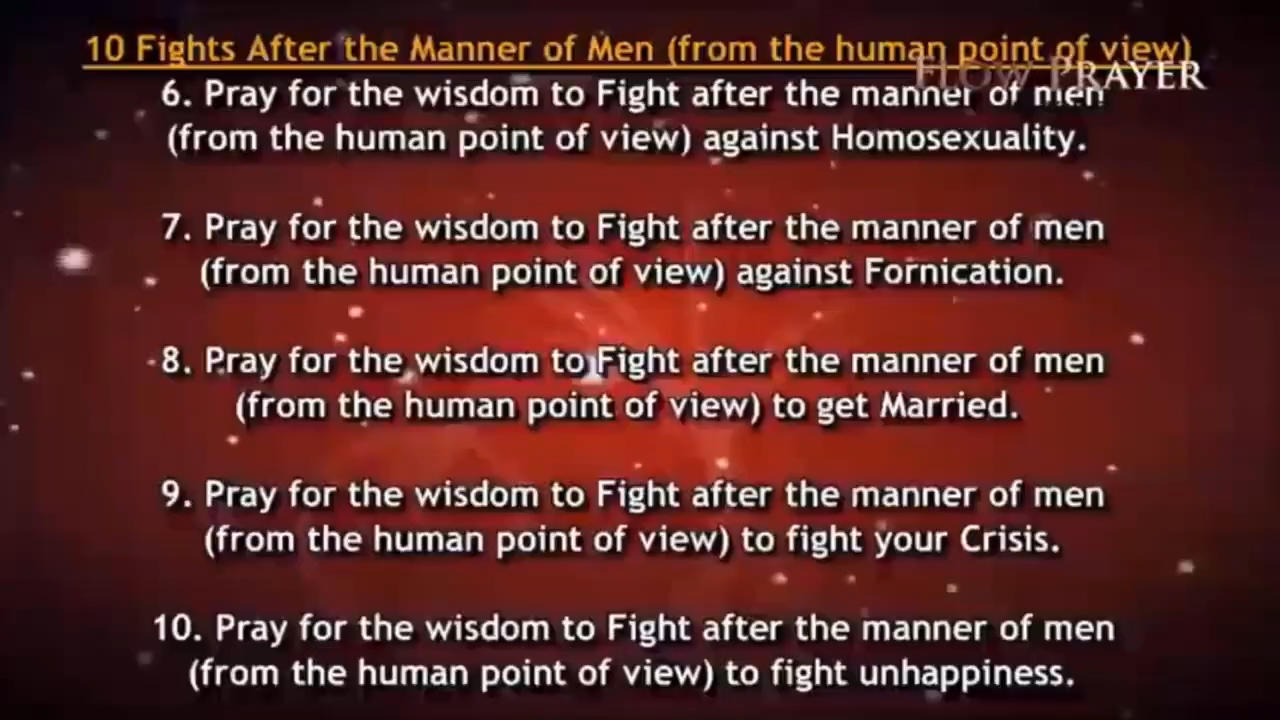 10 Fights After the Manner of Men (from the human point of view)
FLOW PRAYER
6. Pray for the wisdom to Fight after the manner of men
(from the human point of view) against Homosexuality.
7. Pray for the wisdom to Fight after the manner of men
(from the human point of view) against Fornication.
8. Pray for the wisdom to Fight after the manner of men
(from the human point of view) to get Married.
9. Pray for the wisdom to Fight after the manner of men
(from the human point of view) to fight your Crisis.
10. Pray for the wisdom to Fight after the manner of men
(from the human point of view) to fight unhappiness.